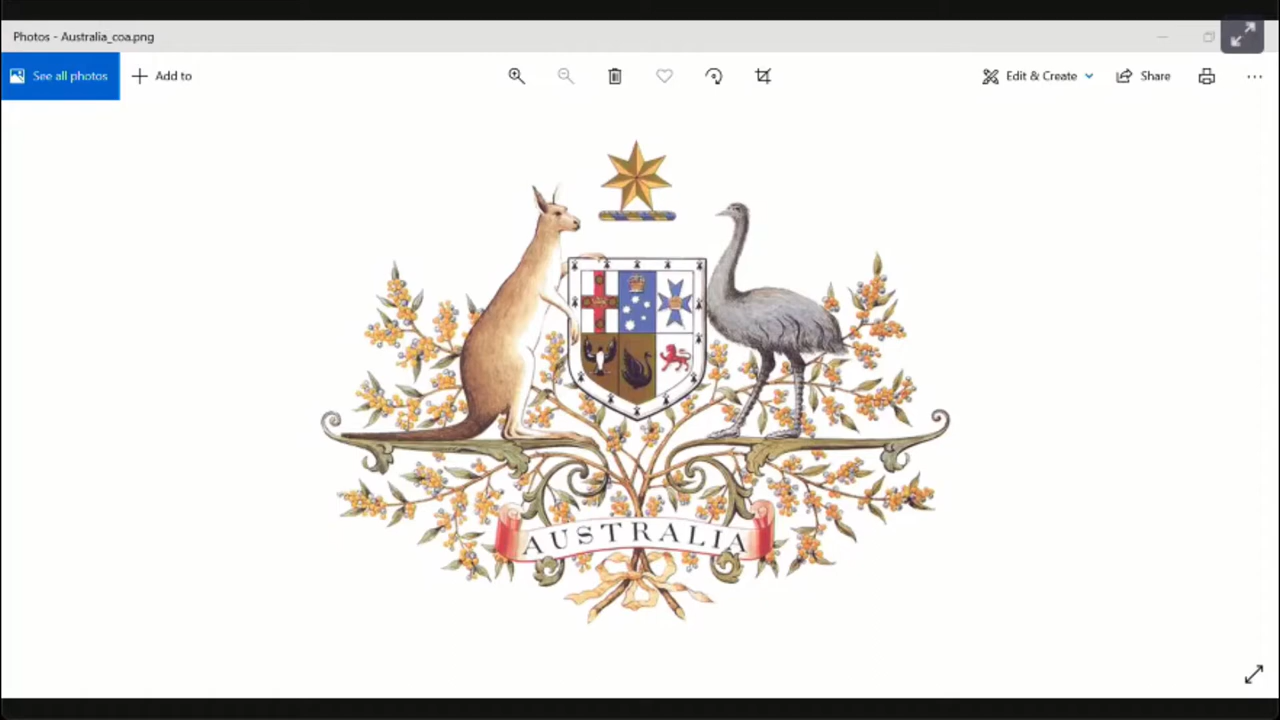 Photos - Australia_coa.png
See all photos
Add to
Edit & Create
Share
AUSTRALIA